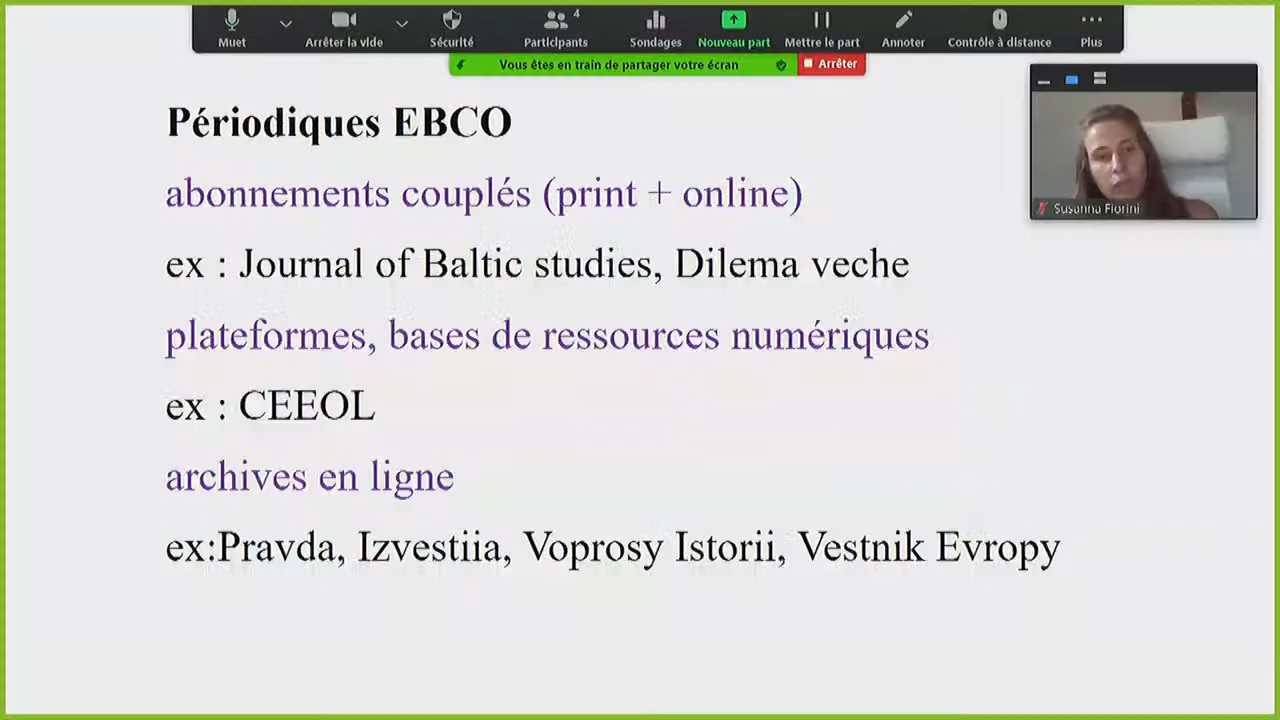 4
Muet
Arrêter la vide
Sécurité
Participants
Sondages
Nouveau part
Mettre le part
Annoter
Contrôle à distance
Plus
Vous êtes en train de partager votre écran
Arrêter
Susanna Fiorini
Périodiques EBCO
abonnements couplés (print + online)
ex : Journal of Baltic studies, Dilema veche
plateformes, bases de ressources numériques
ex : CEEOL
archives en ligne
ex:Pravda, Izvestiia, Voprosy Istorii, Vestnik Evropy